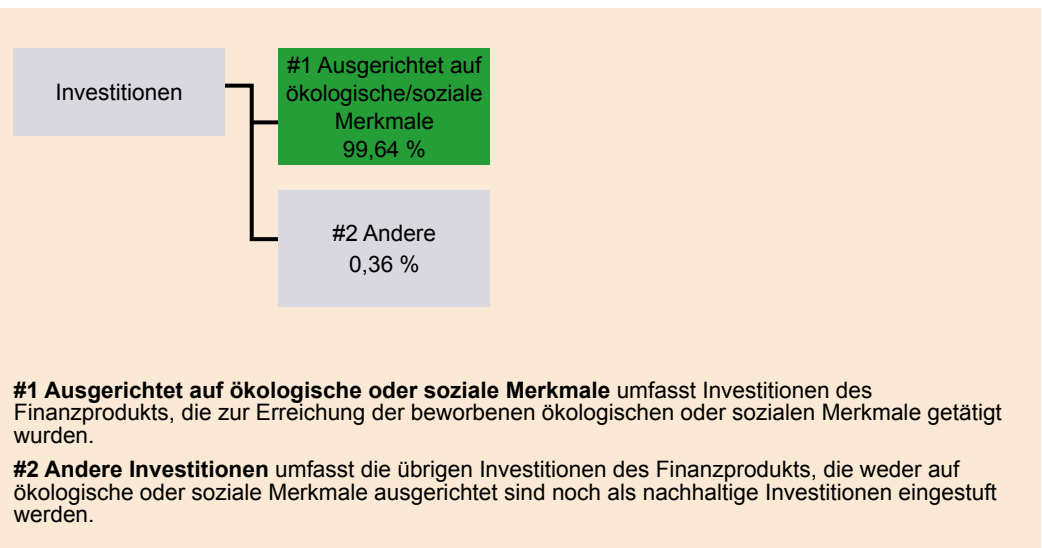 Investitionen
#1 Ausgerichtet auf
ökologische/soziale
Merkmale
99,64 %
#2 Andere
0,36 %
#1 Ausgerichtet auf ökologische oder soziale Merkmale umfasst Investitionen des
Finanzprodukts, die zur Erreichung der beworbenen ökologischen oder sozialen Merkmale getätigt
wurden.
#2 Andere Investitionen umfasst die übrigen Investitionen des Finanzprodukts, die weder auf
ökologische oder soziale Merkmale ausgerichtet sind noch als nachhaltige Investitionen eingestuft
werden.